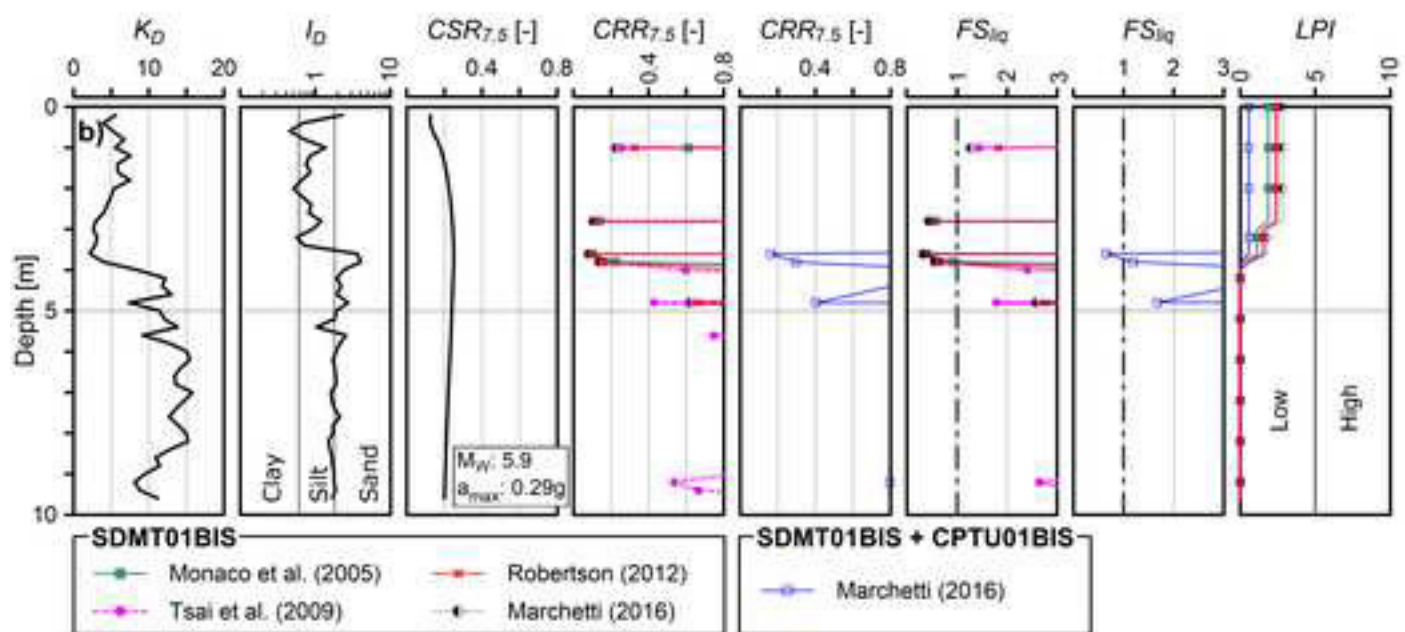 K_D I_D CSR_7.5 [-] CRR_7.5 [-] CRR_7.5 [-] FS_liq FS_liq LPI
0 10 20 1 10 0.4 0.8 0.4 0.8 0.4 0.8 1 2 3 1 2 3 0 5 10
0
b)
Depth [m]
5
10
Clay
Silt
Sand
M_W: 5.9
a_max: 0.29g
Low
High
SDMT01BIS
Monaco et al. (2005)
Robertson (2012)
Tsai et al. (2009)
Marchetti (2016)
SDMT01BIS + CPTU01BIS
Marchetti (2016)